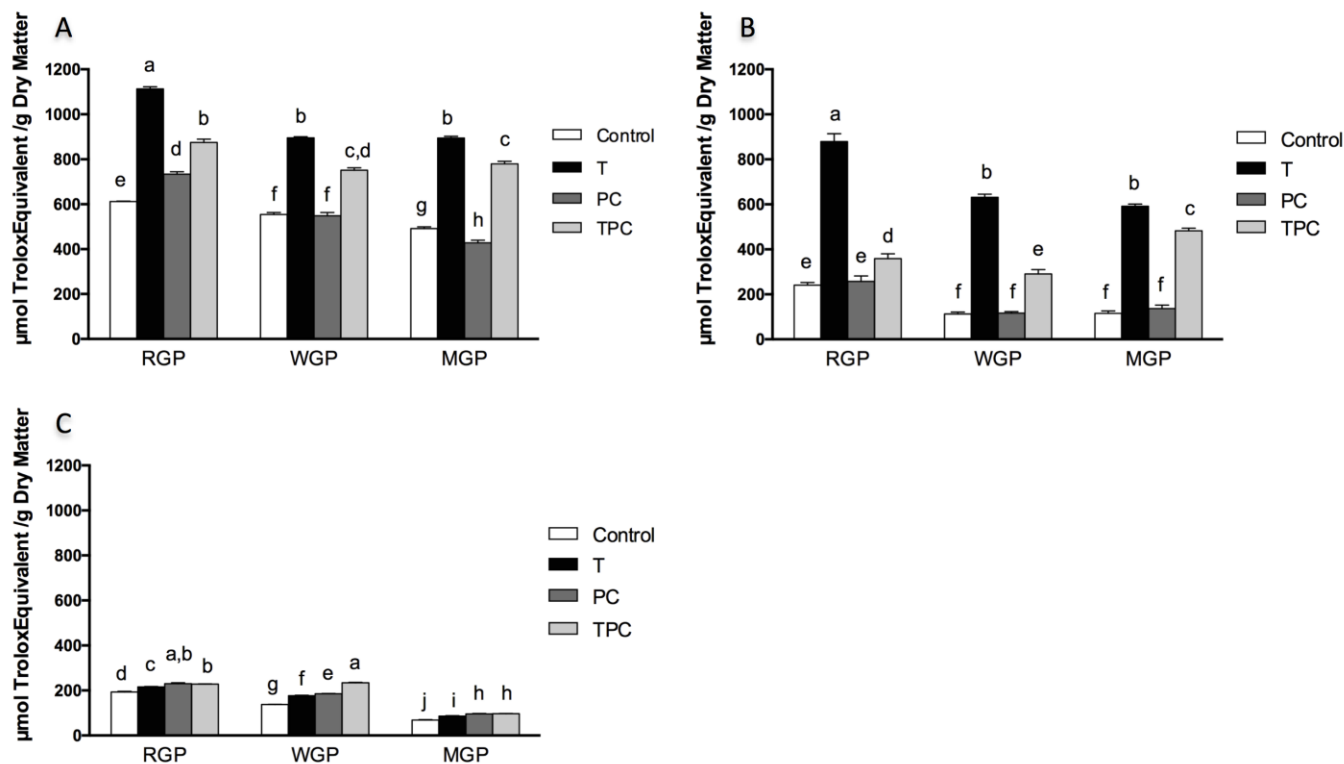 A
µmol TroloxEquivalent /g Dry Matter
1200
1000
800
600
400
200
0
a
b
d
e
b
c,d
f
f
b
c
g
h
RGP
WGP
MGP
Control
T
PC
TPC
B
µmol TroloxEquivalent /g Dry Matter
1200
1000
800
600
400
200
0
a
e
e
d
b
f
f
e
b
c
f
f
RGP
WGP
MGP
Control
T
PC
TPC
C
µmol TroloxEquivalent /g Dry Matter
1200
1000
800
600
400
200
0
d
c
a,b
b
g
f
e
a
j
i
h
h
RGP
WGP
MGP
Control
T
PC
TPC